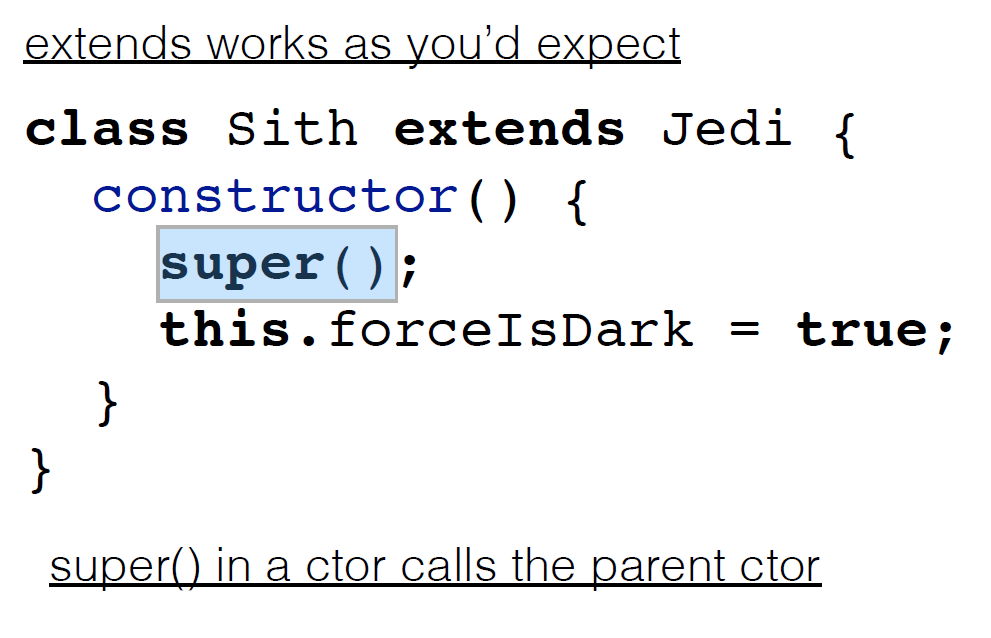 extends works as you’d expect
class Sith extends Jedi {
constructor() {
super();
this.forceIsDark = true;
}
}
super() in a ctor calls the parent ctor